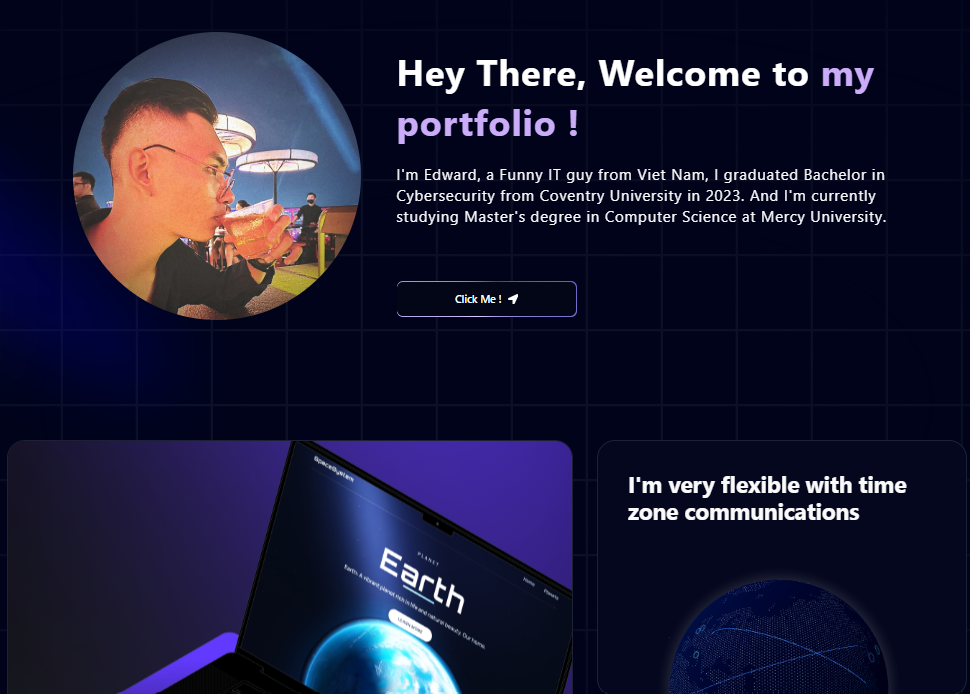 Hey There, Welcome to my
portfolio !
I'm Edward, a Funny IT guy from Viet Nam, I graduated Bachelor in
Cybersecurity from Coventry University in 2023. And I'm currently
studying Master's degree in Computer Science at Mercy University.
Click Me !
SpaceSystem
Home
Planets
PLANET
Earth
Earth. A vibrant planet rich in life and natural beauty. Our home.
LEARN MORE
I'm very flexible with time
zone communications